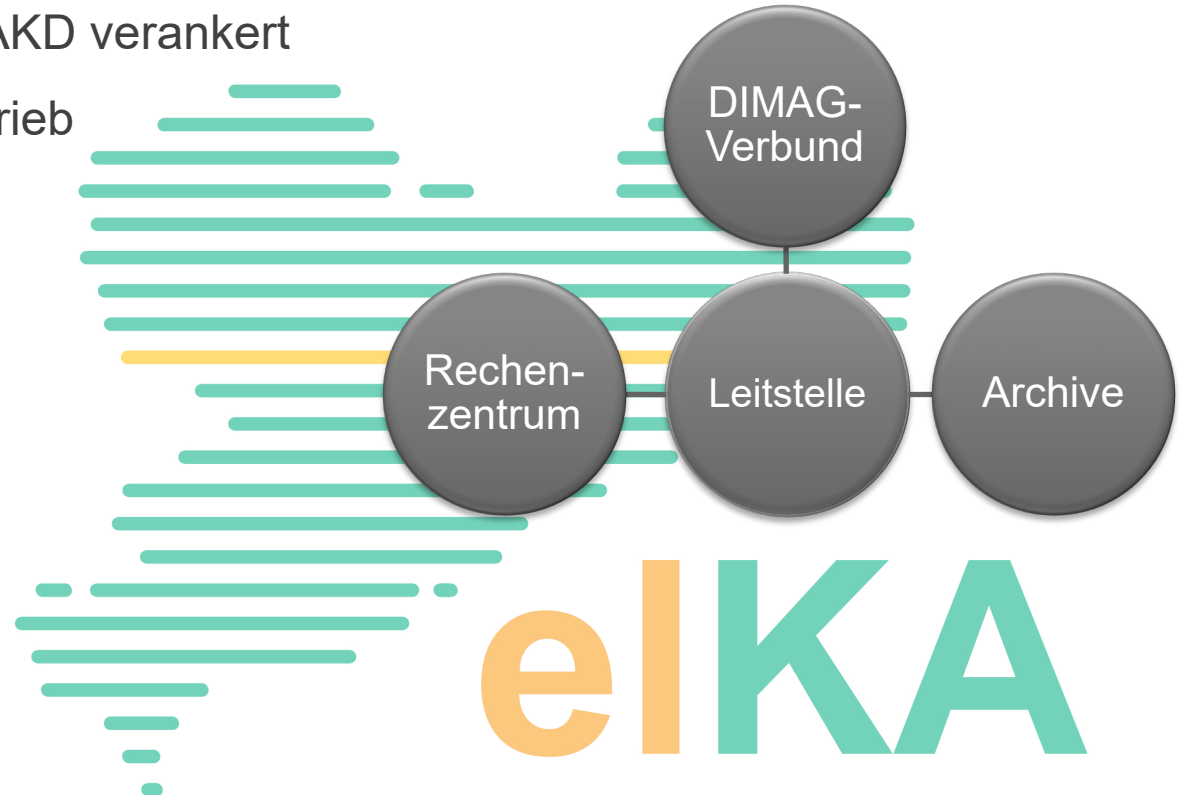 AKD verankert
rieb
DIMAG-
Verbund
Rechen-
zentrum
Leitstelle
Archive
elKA